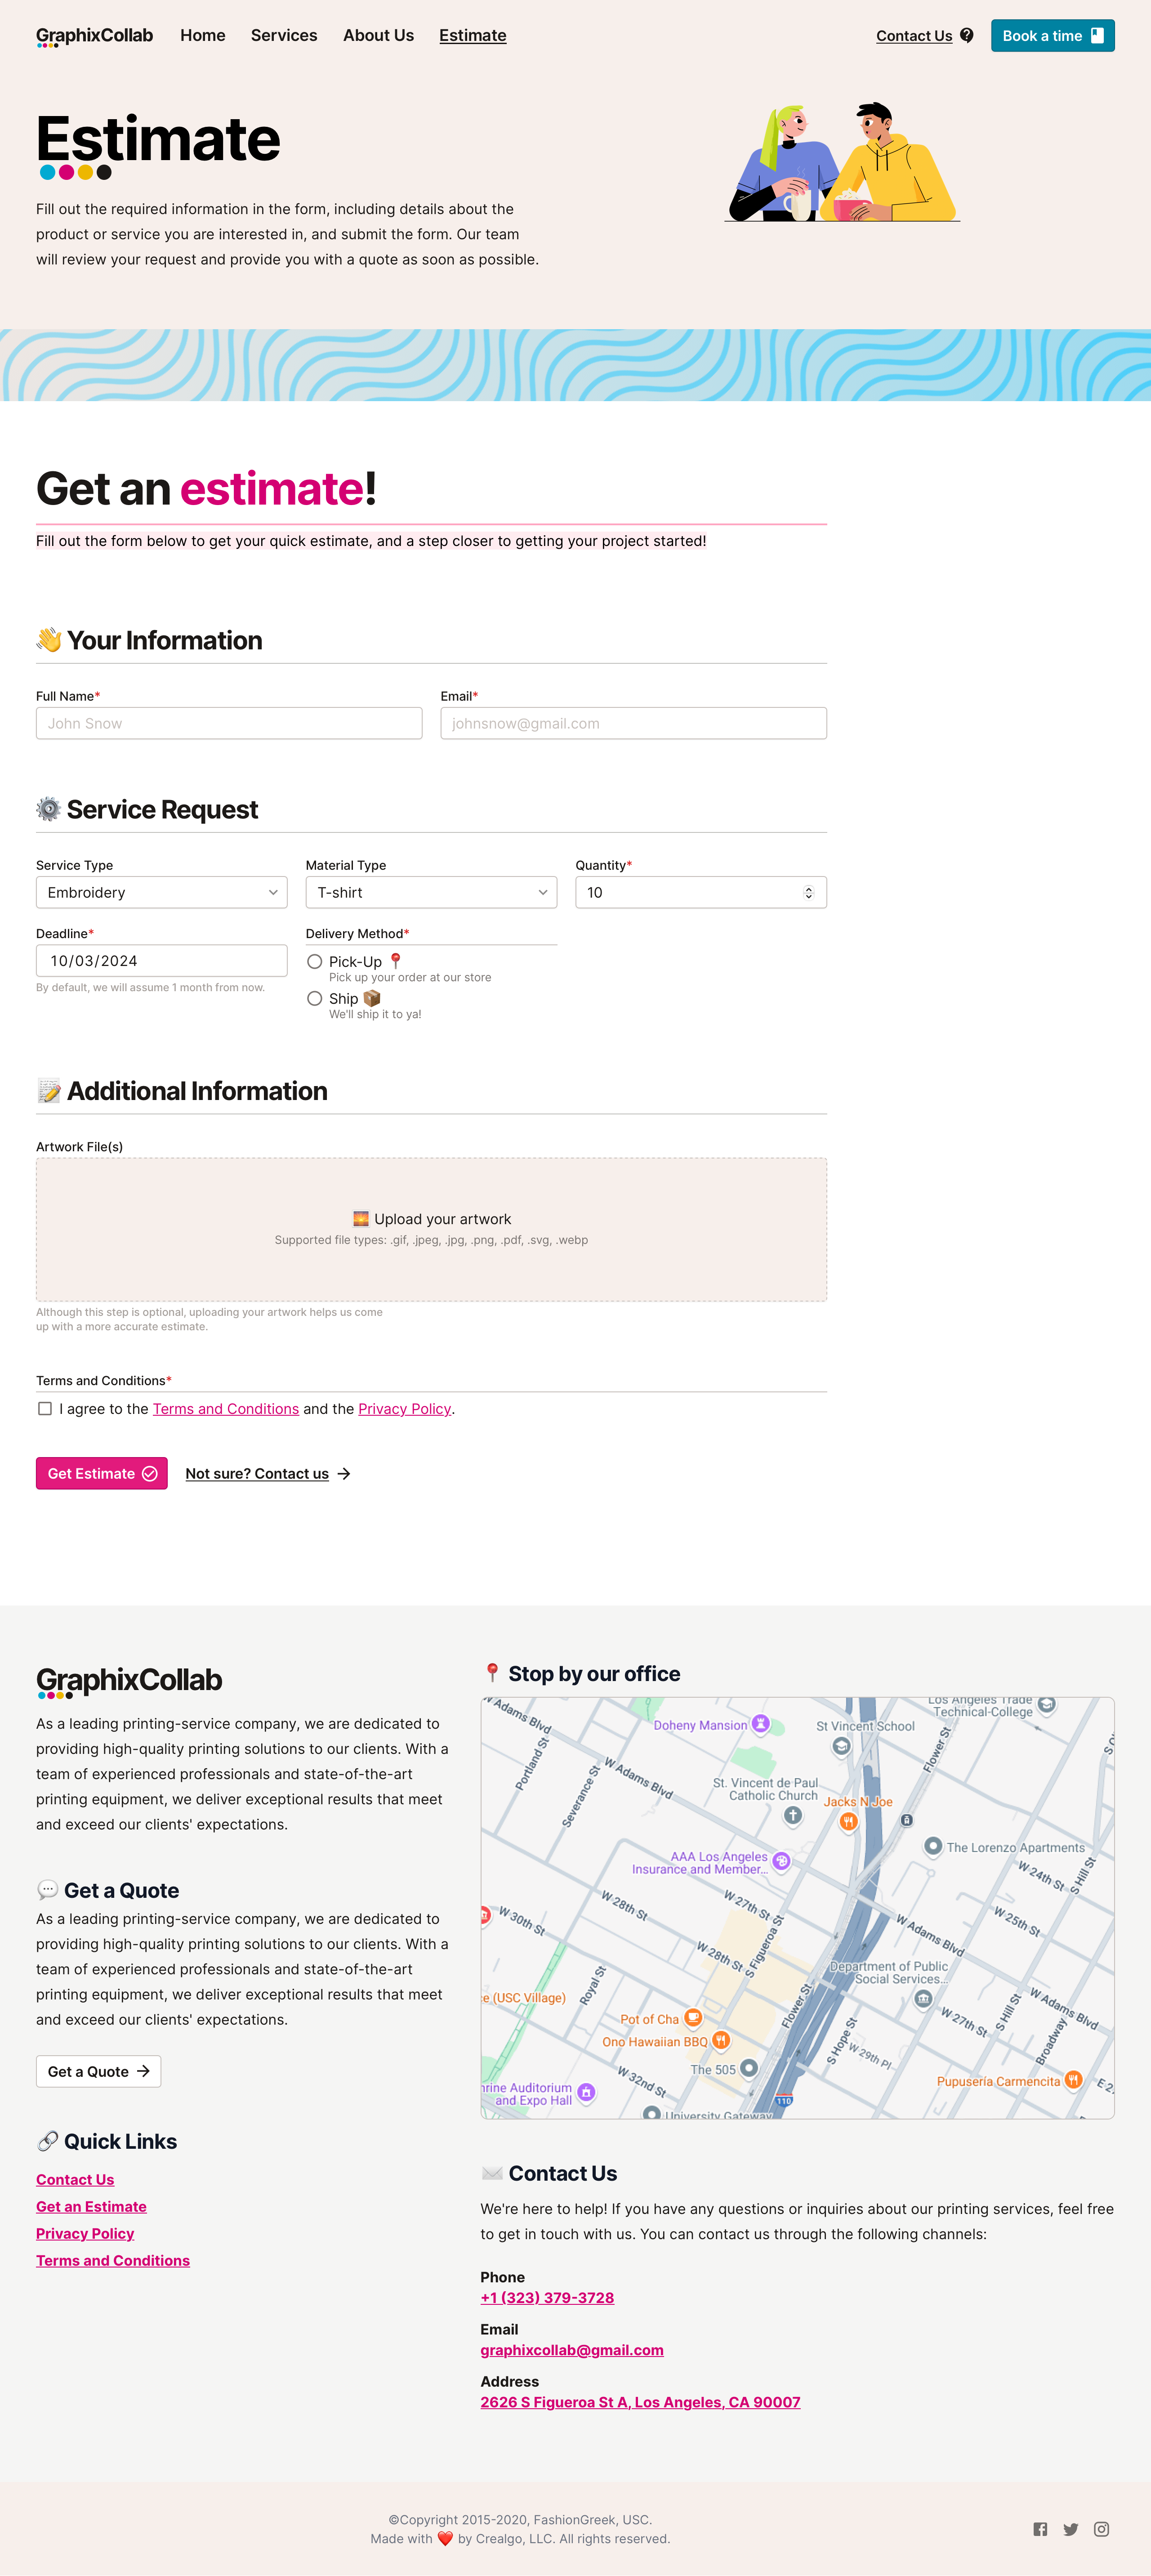 GraphixCollab
Home
Services
About Us
Estimate
Contact Us
Book a time
Estimate
Fill out the required information in the form, including details about the
product or service you are interested in, and submit the form. Our team
will review your request and provide you with a quote as soon as possible.
Get an estimate!
Fill out the form below to get your quick estimate, and a step closer to getting your project started!
👋 Your Information
Full Name*
Email*
John Snow
johnsnow@gmail.com
⚙️ Service Request
Service Type
Material Type
Quantity*
Embroidery
T-shirt
10
Deadline*
Delivery Method*
10/03/2024
By default, we will assume 1 month from now.
Pick-Up 📍
Pick up your order at our store
Ship 📦
We'll ship it to ya!
📝 Additional Information
Artwork File(s)
🌅 Upload your artwork
Supported file types: .gif, .jpeg, .jpg, .png, .pdf, .svg, .webp
Although this step is optional, uploading your artwork helps us come
up with a more accurate estimate.
Terms and Conditions*
I agree to the Terms and Conditions and the Privacy Policy.
Get Estimate
Not sure? Contact us
GraphixCollab
As a leading printing-service company, we are dedicated to
providing high-quality printing solutions to our clients. With a
team of experienced professionals and state-of-the-art
printing equipment, we deliver exceptional results that meet
and exceed our clients' expectations.
💬 Get a Quote
As a leading printing-service company, we are dedicated to
providing high-quality printing solutions to our clients. With a
team of experienced professionals and state-of-the-art
printing equipment, we deliver exceptional results that meet
and exceed our clients' expectations.
Get a Quote
🔗 Quick Links
Contact Us
Get an Estimate
Privacy Policy
Terms and Conditions
📍 Stop by our office
W Adams Blvd
Doheny Mansion
St Vincent School
Los Angeles Trade
Technical-College
Portland St
Severance St
W Adams Blvd
Flower St
St. Vincent de Paul
Catholic Church
Jacks N Joe
AAA Los Angeles
Insurance and Member...
The Lorenzo Apartments
W 24th St
S Hill St
W 30th St
W 28th St
W 27th St
W 28th St
S Figueroa St
W Adams Blvd
W 25th St
Department of Public
Social Services...
Royal St
e (USC Village)
Flower St
Pot of Cha
Ono Hawaiian BBQ
The 505
S Hope St
W 29th Pl
W 27th St
S Hill St
W Adams Blvd
Broadway
Pupusería Carmencita
W 32nd St
hrine Auditorium
and Expo Hall
University Gateway
110
✉️ Contact Us
We're here to help! If you have any questions or inquiries about our printing services, feel free
to get in touch with us. You can contact us through the following channels:
Phone
+1 (323) 379-3728
Email
graphixcollab@gmail.com
Address
2626 S Figueroa St A, Los Angeles, CA 90007
©Copyright 2015-2020, FashionGreek, USC.
Made with ❤️ by Crealgo, LLC. All rights reserved.